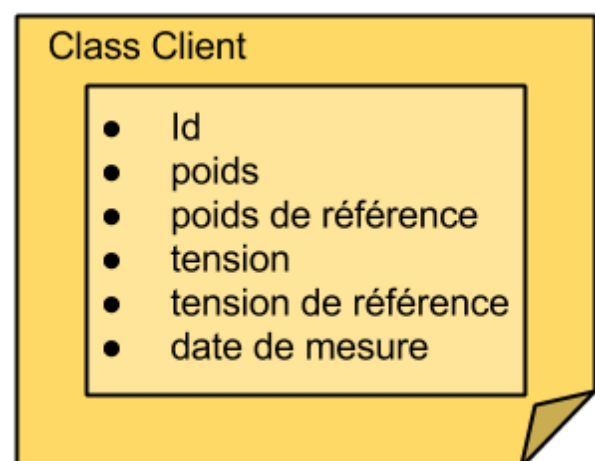 Class Client
● Id
● poids
● poids de référence
● tension
● tension de référence
● date de mesure